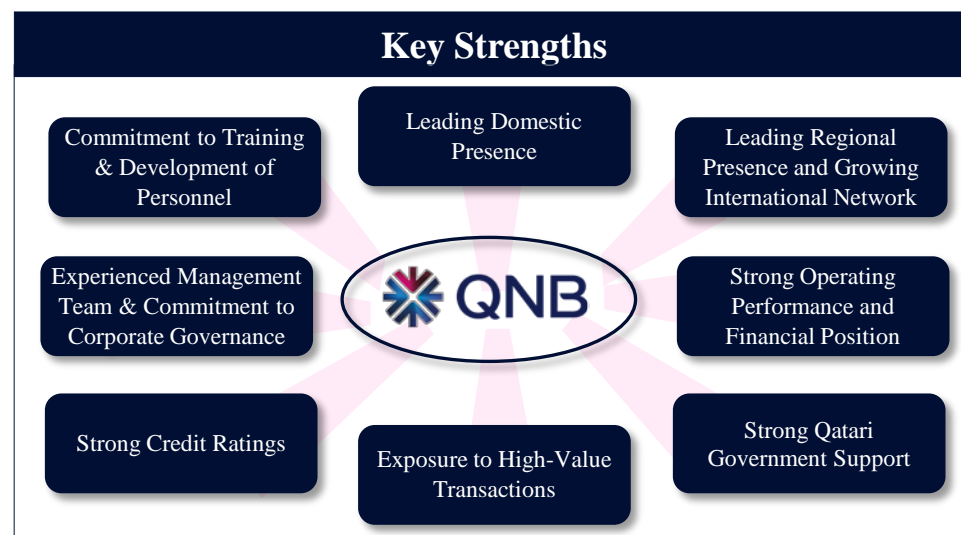 Key Strengths
Leading Domestic
Presence
Commitment to Training
& Development of
Personnel
Leading Regional
Presence and Growing
International Network
Experienced Management
Team & Commitment to
Corporate Governance
QNB
Strong Operating
Performance and
Financial Position
Strong Credit Ratings
Exposure to High-Value
Transactions
Strong Qatari
Government Support